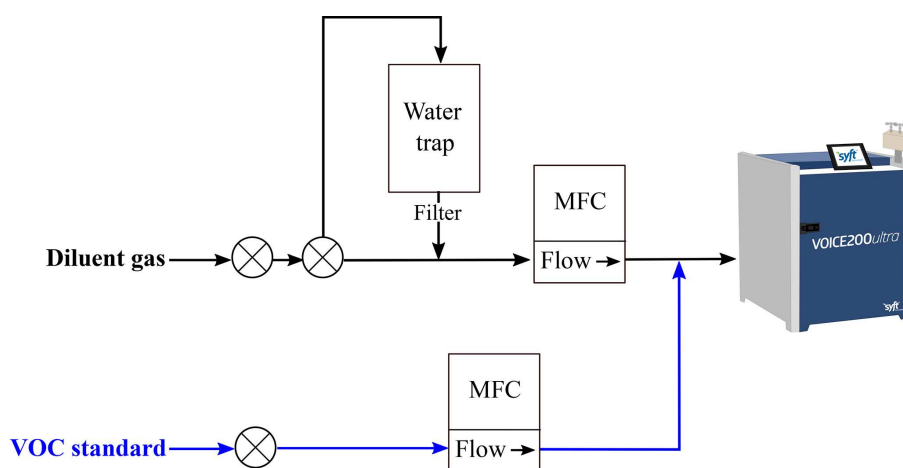 Water
trap
syft
Filter
MFC
Diluent gas
Flow
VOICE200ultra
syft
MFC
VOC standard
Flow